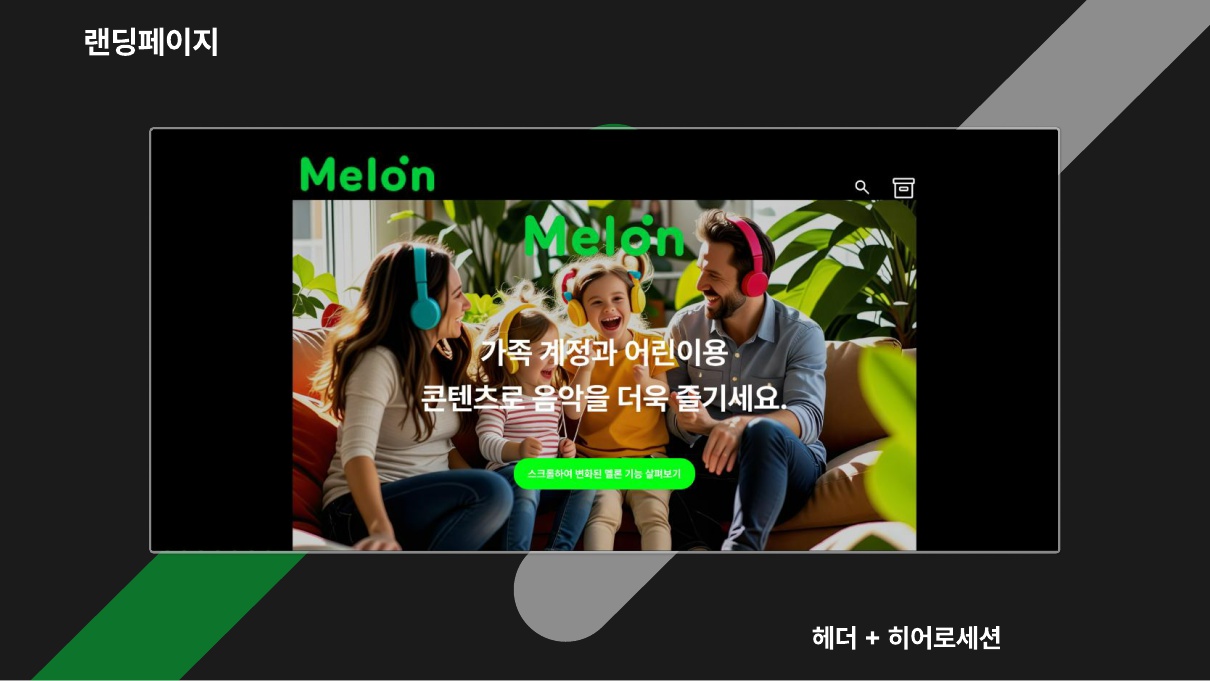 랜딩페이지
Melon
Melon
가족 계정과 어린이용
콘텐츠로 음악을 더욱 즐기세요.
스크롤하여 변화된 멜론 기능 살펴보기
헤더 + 히어로세션